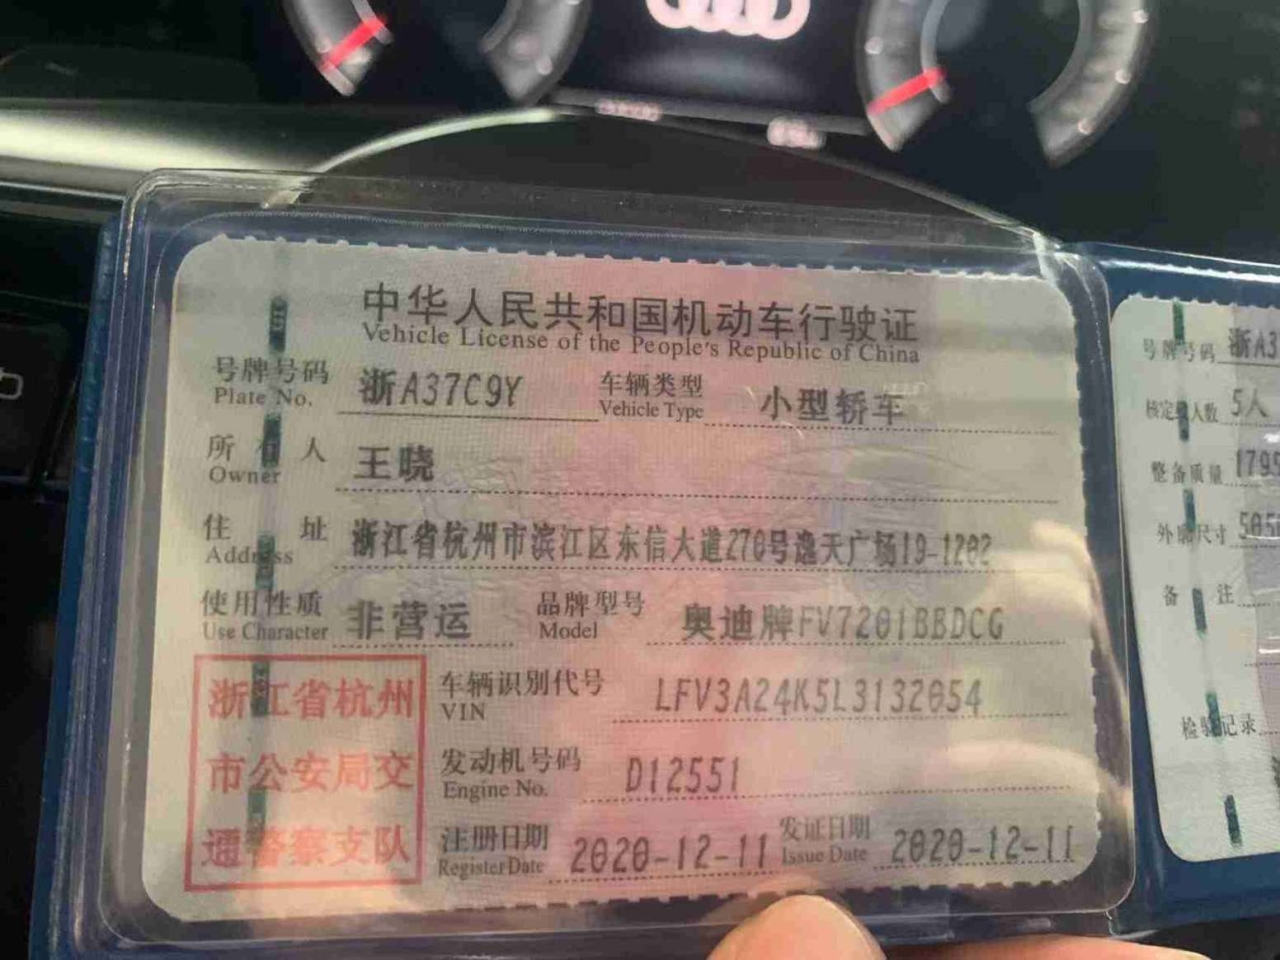 中华人民共和国机动车行驶证
Vehicle License of the People's Republic of China
号牌号码 浙A37C9Y 车辆类型 小型轿车
Plate No. Vehicle Type
所有人 王晓
Owner
住址 浙江省杭州市滨江区东信大道270号逸天广场19-1202
Address
使用性质 非营运 品牌型号 奥迪牌FV7201BBDCG
Use Character Model
浙江省杭州
市公安局交
通警察支队
车辆识别代号 LFV3A24K5L3132054
VIN
发动机号码 D12551
Engine No.
注册日期 2020-12-11 发证日期 2020-12-11
Register Date Issue Date
号牌号码 浙A3
核定载人数 5人
整备质量 179
外廓尺寸 505
备注
检验记录